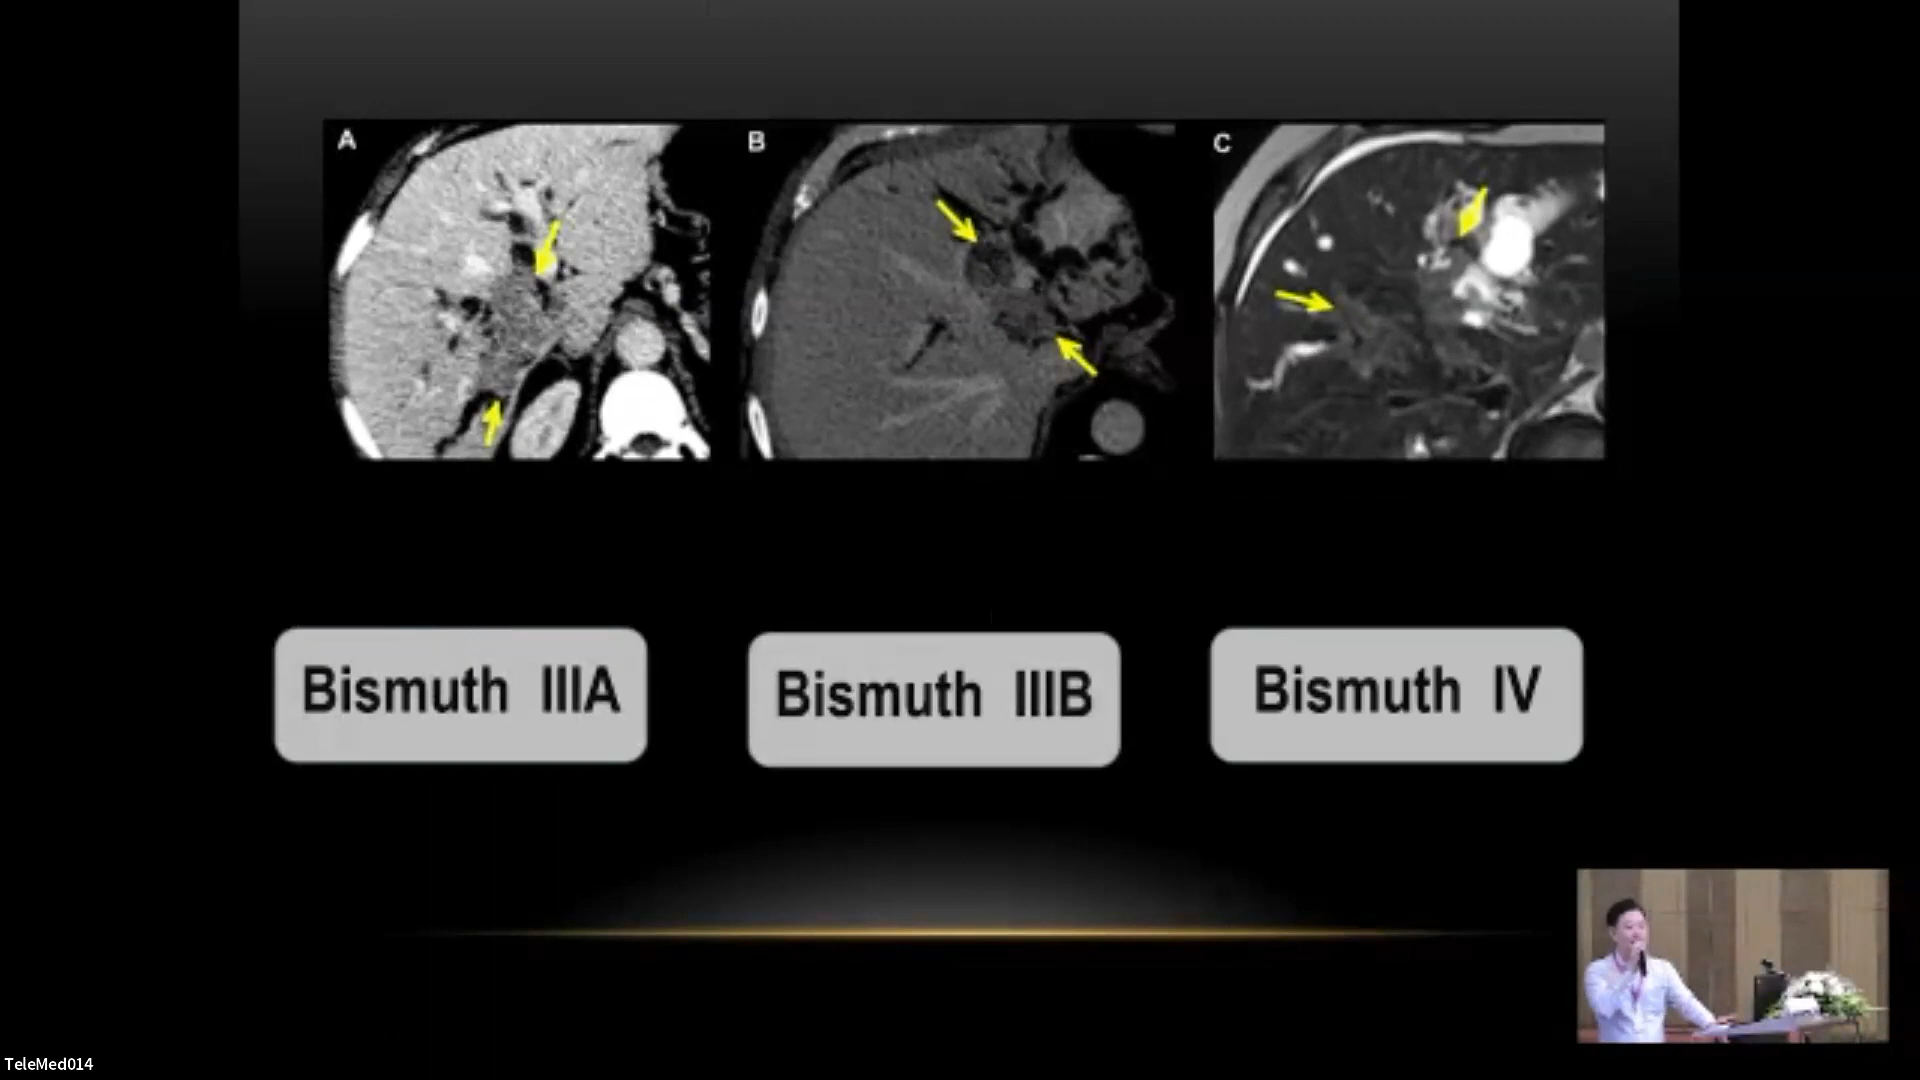 A
B
C
Bismuth IIIA
Bismuth IIIB
Bismuth IV
TeleMed014